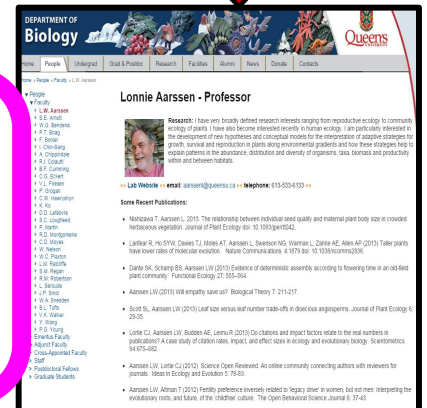 DEPARTMENT OF
Biology
Queen's
UNIVERSITY
Home People Undergrad Grad & Postdoc Research Facilities Alumni News Donate Contacts
Home » People » Faculty » L.W. Aarssen
People
Faculty
L.W. Aarssen
S.E. Arnott
W.G. Bendena
P.T. Boag
F. Bonier
I. Chin-Sang
A. Chippindale
R.I. Colautti
B.F. Cumming
C.G. Eckert
V.L. Friesen
P. Grogan
C.W. Hawryshyn
K. Ko
D.D. Lefebvre
S.C. Lougheed
P. Martin
R.D. Montgomerie
C.D. Moyes
W. Nelson
W.C. Plaxton
L.M. Ratcliffe
S.M. Regan
R.M. Robertson
L. Seroude
J.P. Smol
W.A. Snedden
B.L. Tufts
V.K. Walker
Y. Wang
P.G. Young
Emeritus Faculty
Adjunct Faculty
Cross-Appointed Faculty
Staff
Postdoctoral Fellows
Graduate Students
Lonnie Aarssen - Professor
Research: I have very broadly defined research interests ranging from reproductive ecology to community
ecology of plants. I have also become interested recently in human ecology. I am particularly interested in
the development of new hypotheses and conceptual models for the interpretation of adaptive strategies for
growth, survival and reproduction in plants along environmental gradients and how these strategies help to
explain patterns in the abundance, distribution and diversity of organisms, taxa, biomass and productivity
within and between habitats.
»» Lab Website »» email: aarssenl@queensu.ca »» telephone: 613-533-6133 »»
Some Recent Publications:
Nishizawa T, Aarssen L. 2013. The relationship between individual seed quality and maternal plant body size in crowded
herbaceous vegetation. Journal of Plant Ecology doi: 10.1093/jpe/rtt042.
Lanfear R, Ho SYW, Davies TJ, Moles AT, Aarssen L, Swenson NG, Warman L, Zanne AE, Allen AP (2013) Taller plants
have lower rates of molecular evolution. Nature Communications 4:1879 doi: 10.1038/ncomms2836.
Dante SK, Schamp BS, Aarssen LW (2013) Evidence of deterministic assembly according to flowering time in an old-field
plant community. Functional Ecology 27: 555–564.
Aarssen LW (2013) Will empathy save us? Biological Theory 7: 211-217.
Scott SL, Aarssen LW (2013) Leaf size versus leaf number trade-offs in dioecious angiosperms. Journal of Plant Ecology 6:
29-35.
Lortie CJ, Aarssen LW, Budden AE, Leimu R (2013) Do citations and impact factors relate to the real numbers in
publications? A case study of citation rates, impact, and effect sizes in ecology and evolutionary biology. Scientometrics
94:675–682.
Aarssen LW, Lortie CJ (2012) Science Open Reviewed: An online community connecting authors with reviewers for
journals. Ideas in Ecology and Evolution 5: 78-83.
Aarssen LW, Altman T (2012) Fertility preference inversely related to 'legacy drive' in women, but not men: Interpreting the
evolutionary roots, and future, of the 'childfree' culture. The Open Behavioral Science Journal 6: 37-43